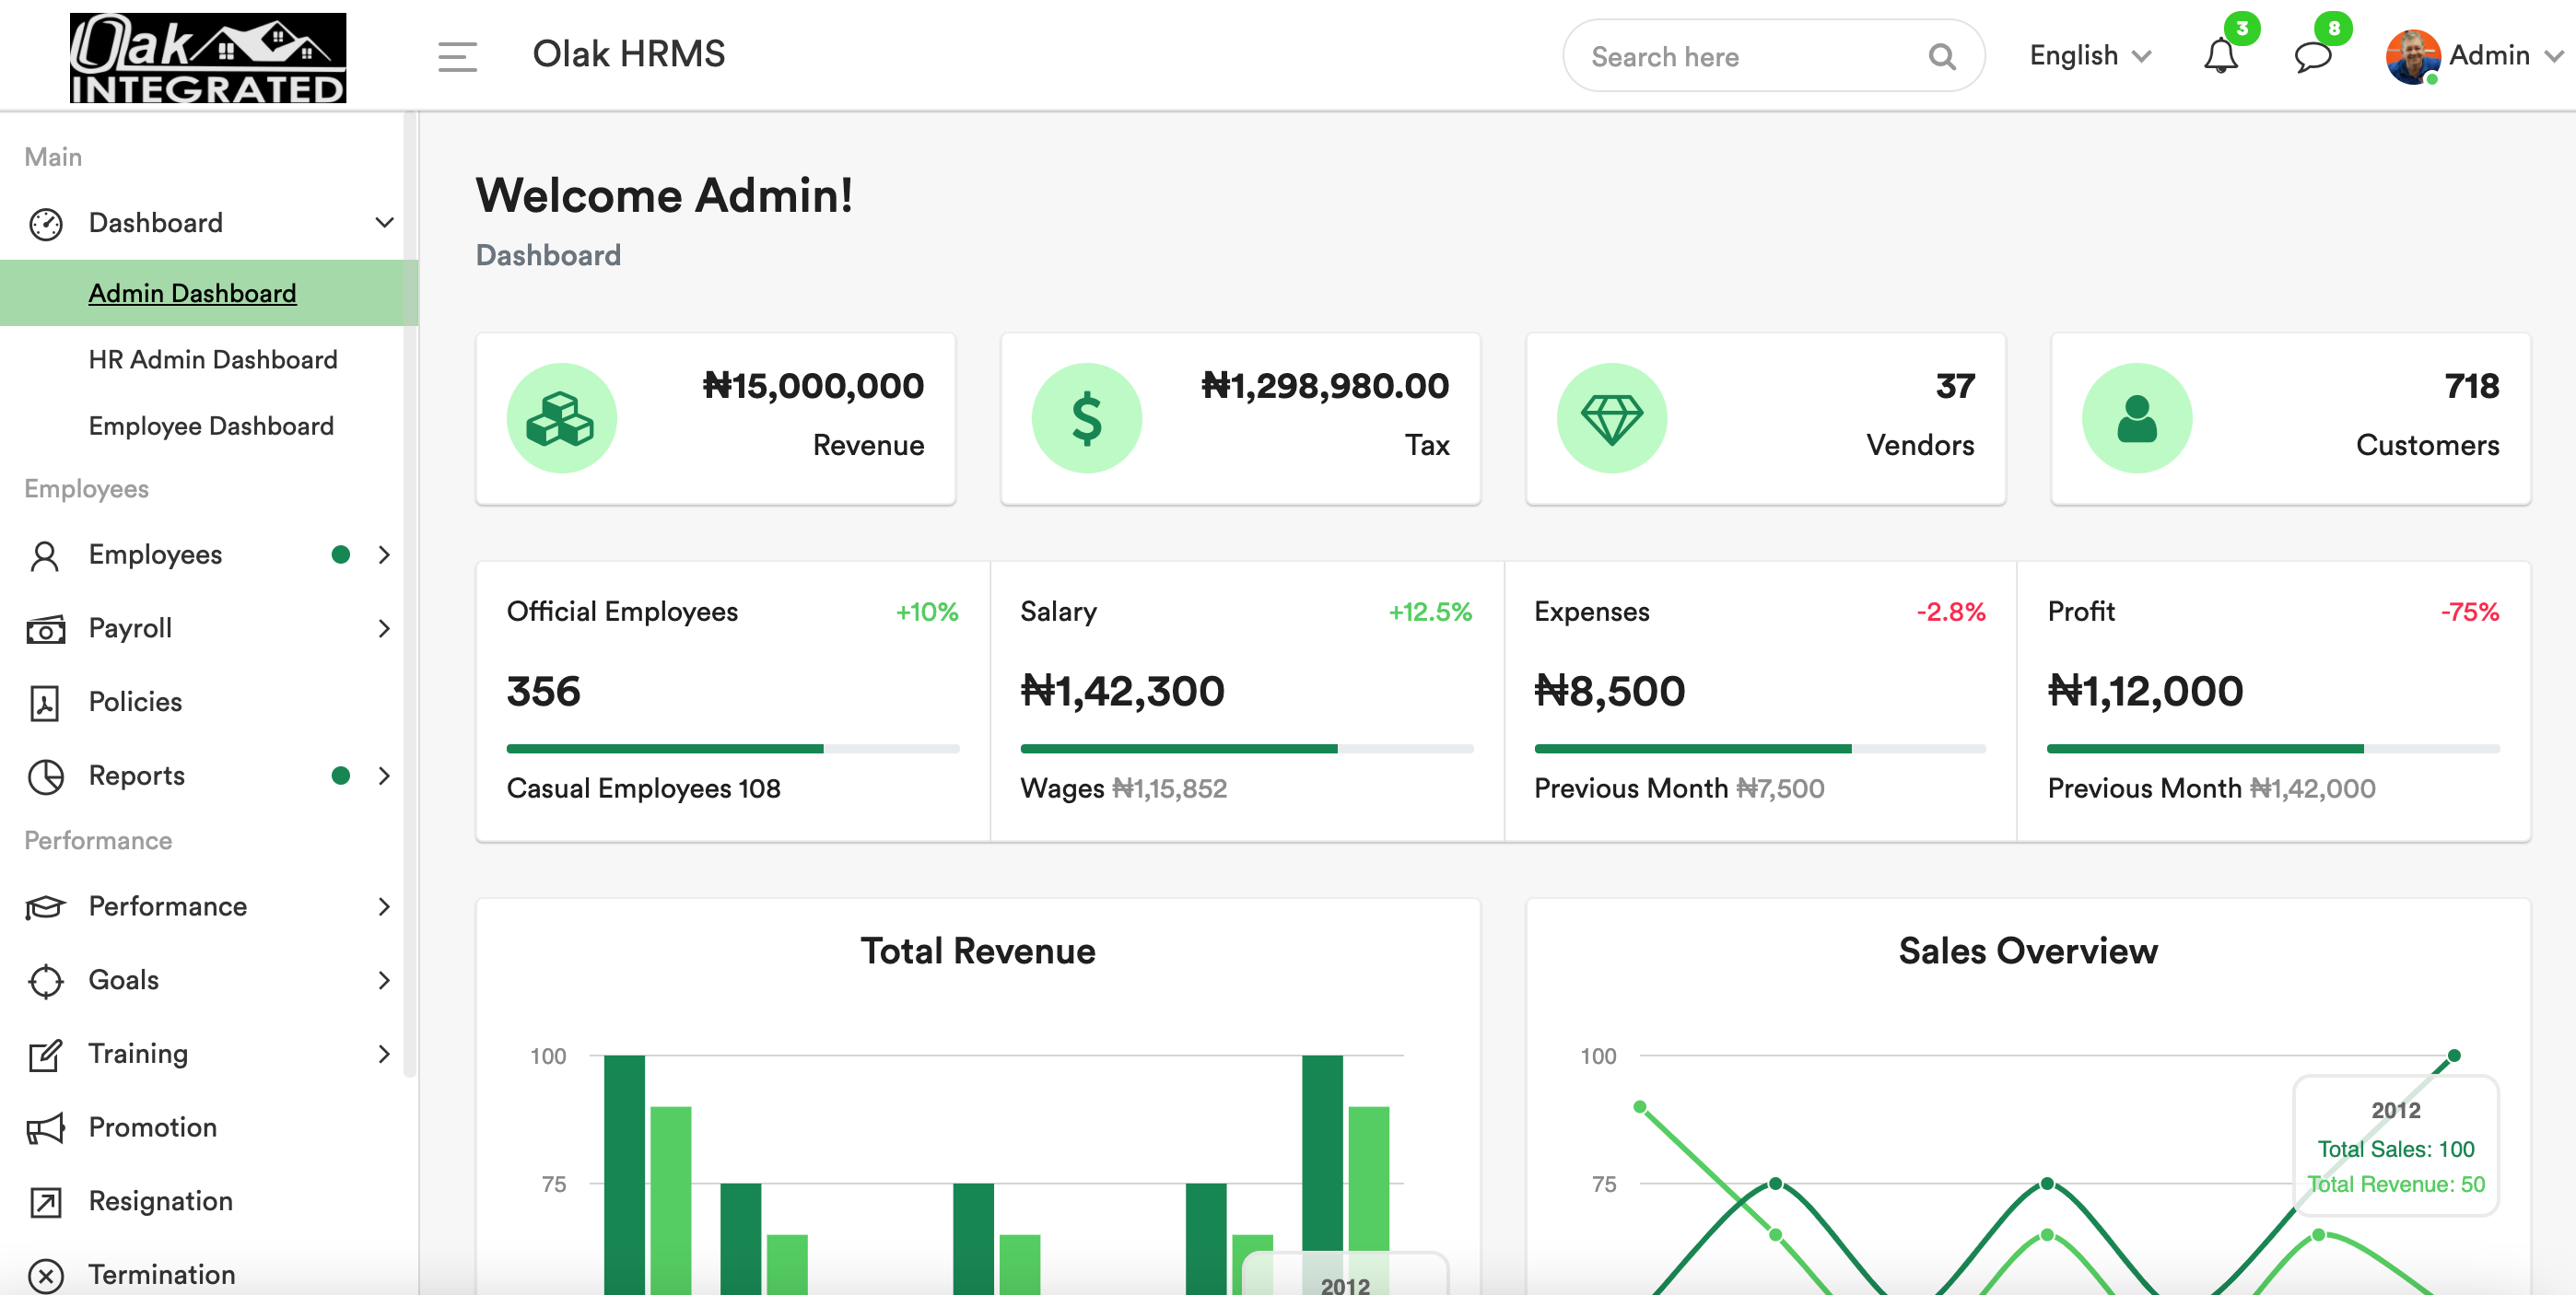 Oak
INTEGRATED
Olak HRMS
Search here
English
3
8
Admin
Main
Dashboard
Admin Dashboard
HR Admin Dashboard
Employee Dashboard
Employees
Employees
Payroll
Policies
Reports
Performance
Performance
Goals
Training
Promotion
Resignation
Termination
Welcome Admin!
Dashboard
₦15,000,000
Revenue
₦1,298,980.00
Tax
37
Vendors
718
Customers
Official Employees +10%
356
Casual Employees 108
Salary +12.5%
₦1,42,300
Wages ₦1,15,852
Expenses -2.8%
₦8,500
Previous Month ₦7,500
Profit -75%
₦1,12,000
Previous Month ₦1,42,000
Total Revenue
100
75
2012
Sales Overview
100
75
2012
Total Sales: 100
Total Revenue: 50